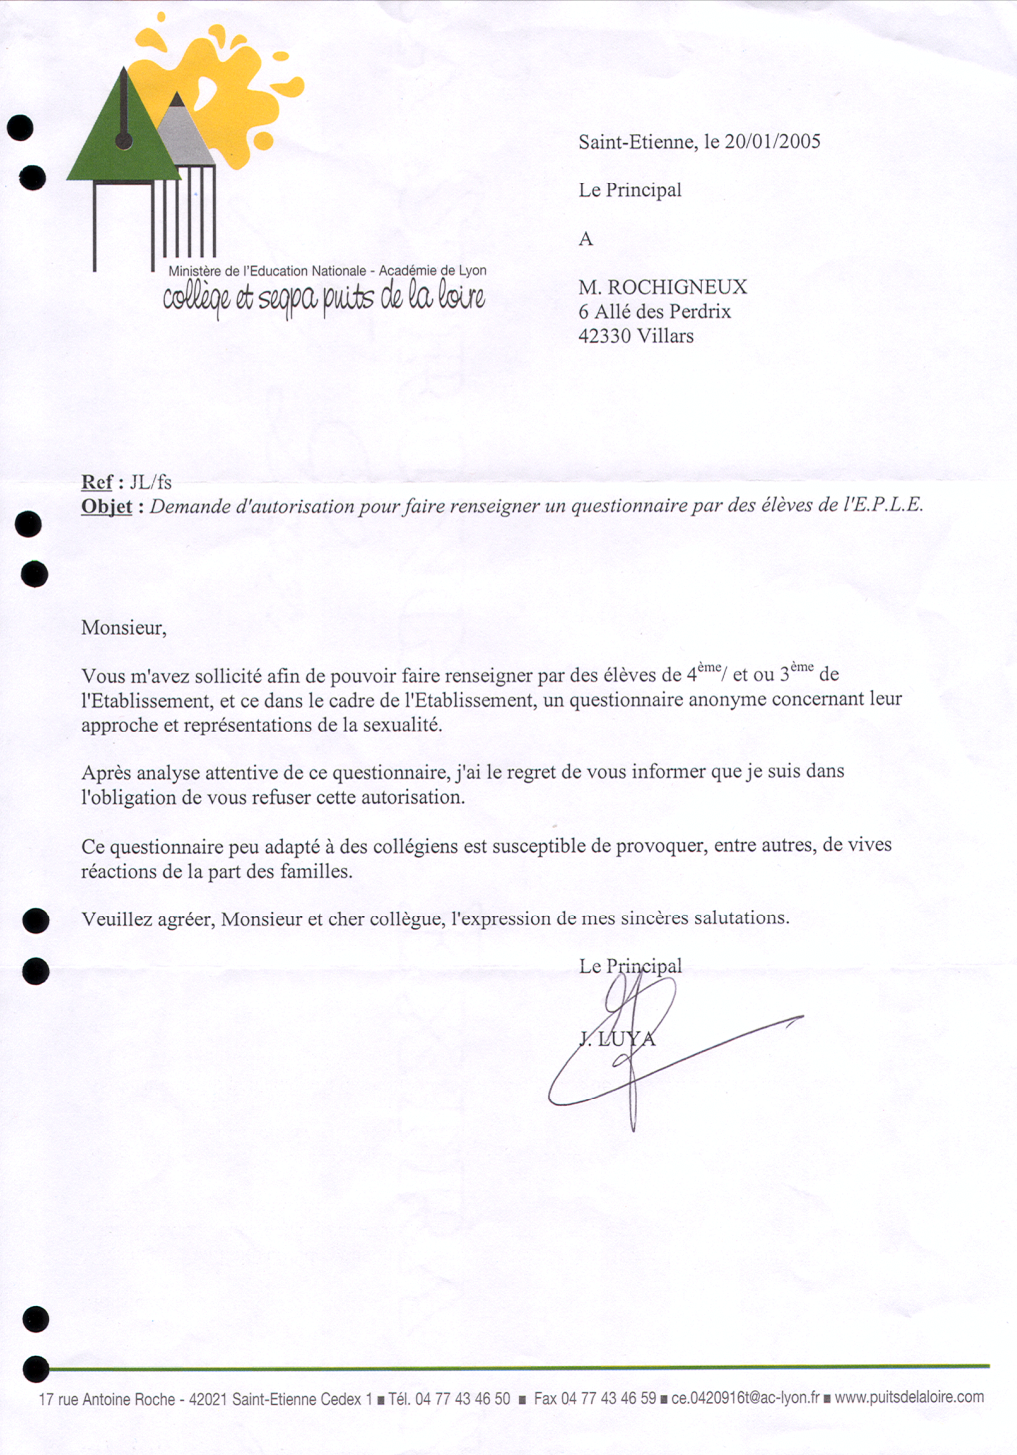 Saint-Etienne, le 20/01/2005
Le Principal
A
M. ROCHIGNEUX
6 Allé des Perdrix
42330 Villars
Ministère de l'Education Nationale - Académie de Lyon
collège et segpa puits de la loire
Ref : JL/fs
Objet : Demande d'autorisation pour faire renseigner un questionnaire par des élèves de l'E.P.L.E.
Monsieur,
Vous m'avez sollicité afin de pouvoir faire renseigner par des élèves de 4ème/ et ou 3ème de
l'Etablissement, et ce dans le cadre de l'Etablissement, un questionnaire anonyme concernant leur
approche et représentations de la sexualité.
Après analyse attentive de ce questionnaire, j'ai le regret de vous informer que je suis dans
l'obligation de vous refuser cette autorisation.
Ce questionnaire peu adapté à des collégiens est susceptible de provoquer, entre autres, de vives
réactions de la part des familles.
Veuillez agréer, Monsieur et cher collègue, l'expression de mes sincères salutations.
Le Principal
J. LUYA
17 rue Antoine Roche - 42021 Saint-Etienne Cedex 1 ■ Tél. 04 77 43 46 50 ■ Fax 04 77 43 46 59 ■ ce.0420916t@ac-lyon.fr ■ www.puitsdelaloire.com